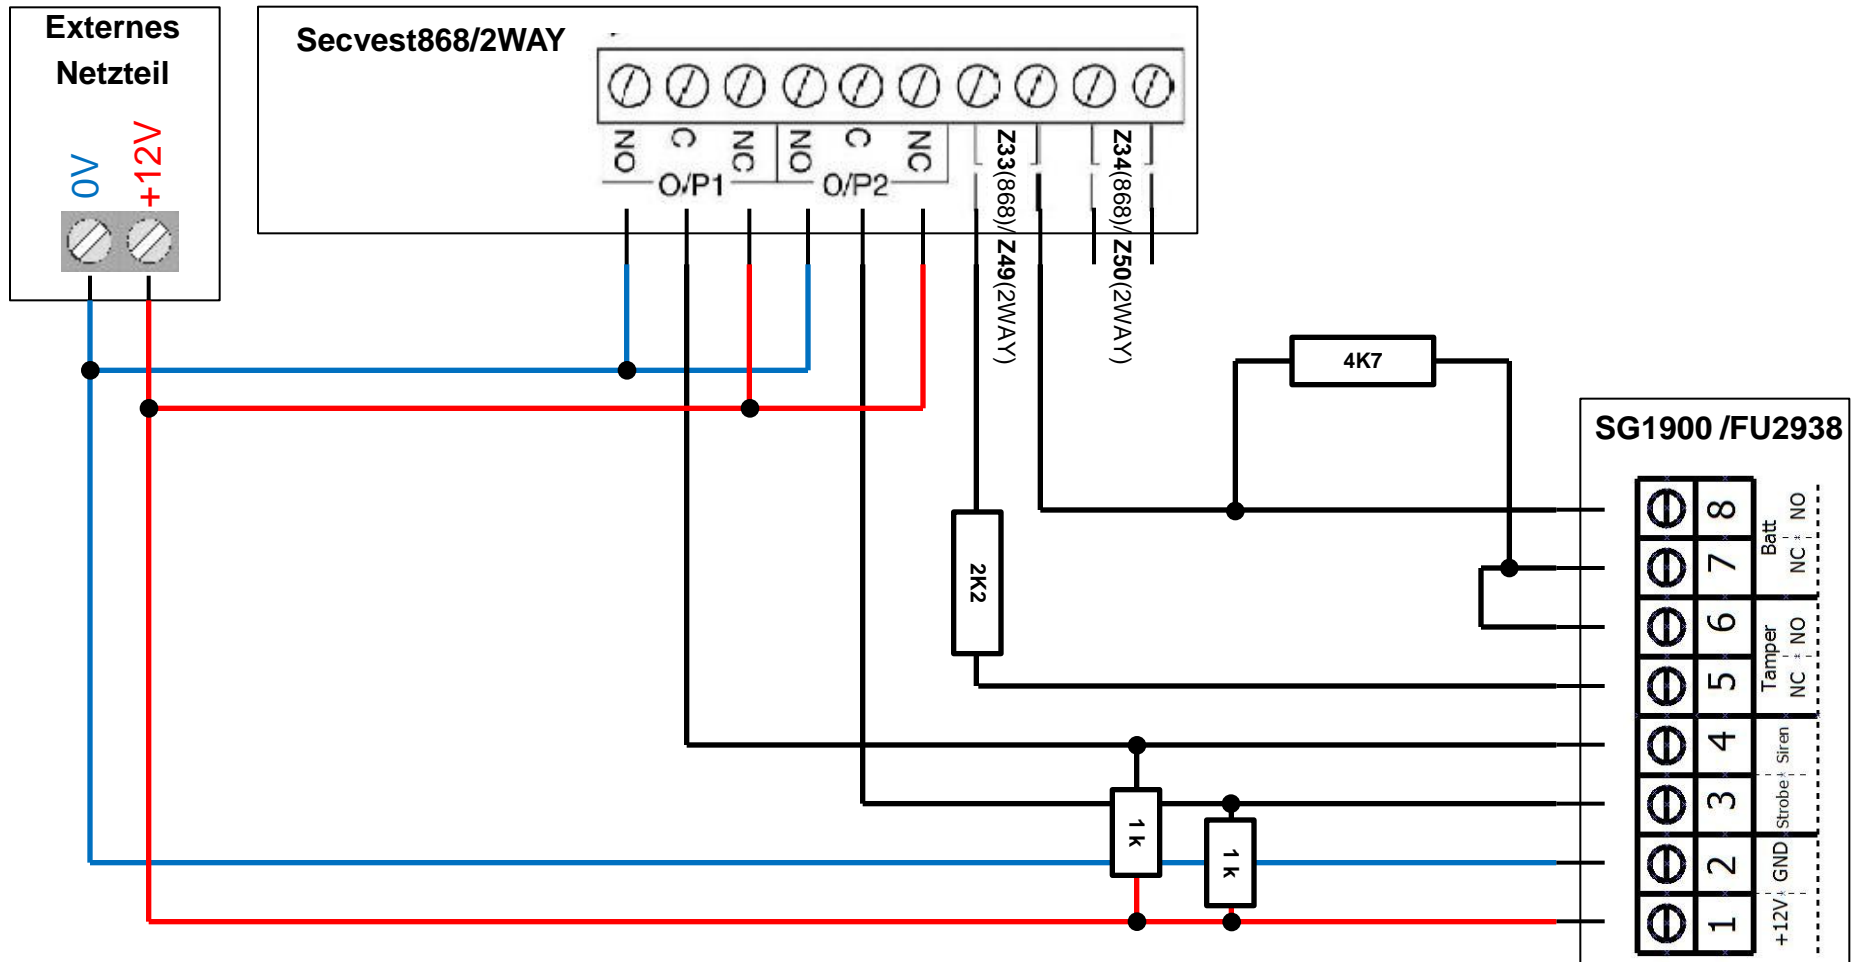 Externes
Netzteil
0V
+12V
Secvest868/2WAY
NO
C
NC
NO
C
NC
O/P1
O/P2
Z33(868)/ Z49(2WAY)
Z34(868)/ Z50(2WAY)
4K7
2K2
1 k
1 k
SG1900 /FU2938
8
7
6
5
4
3
2
1
Batt
NO
NC
Tamper
NO
NC
Siren
Strobe
GND
+12V